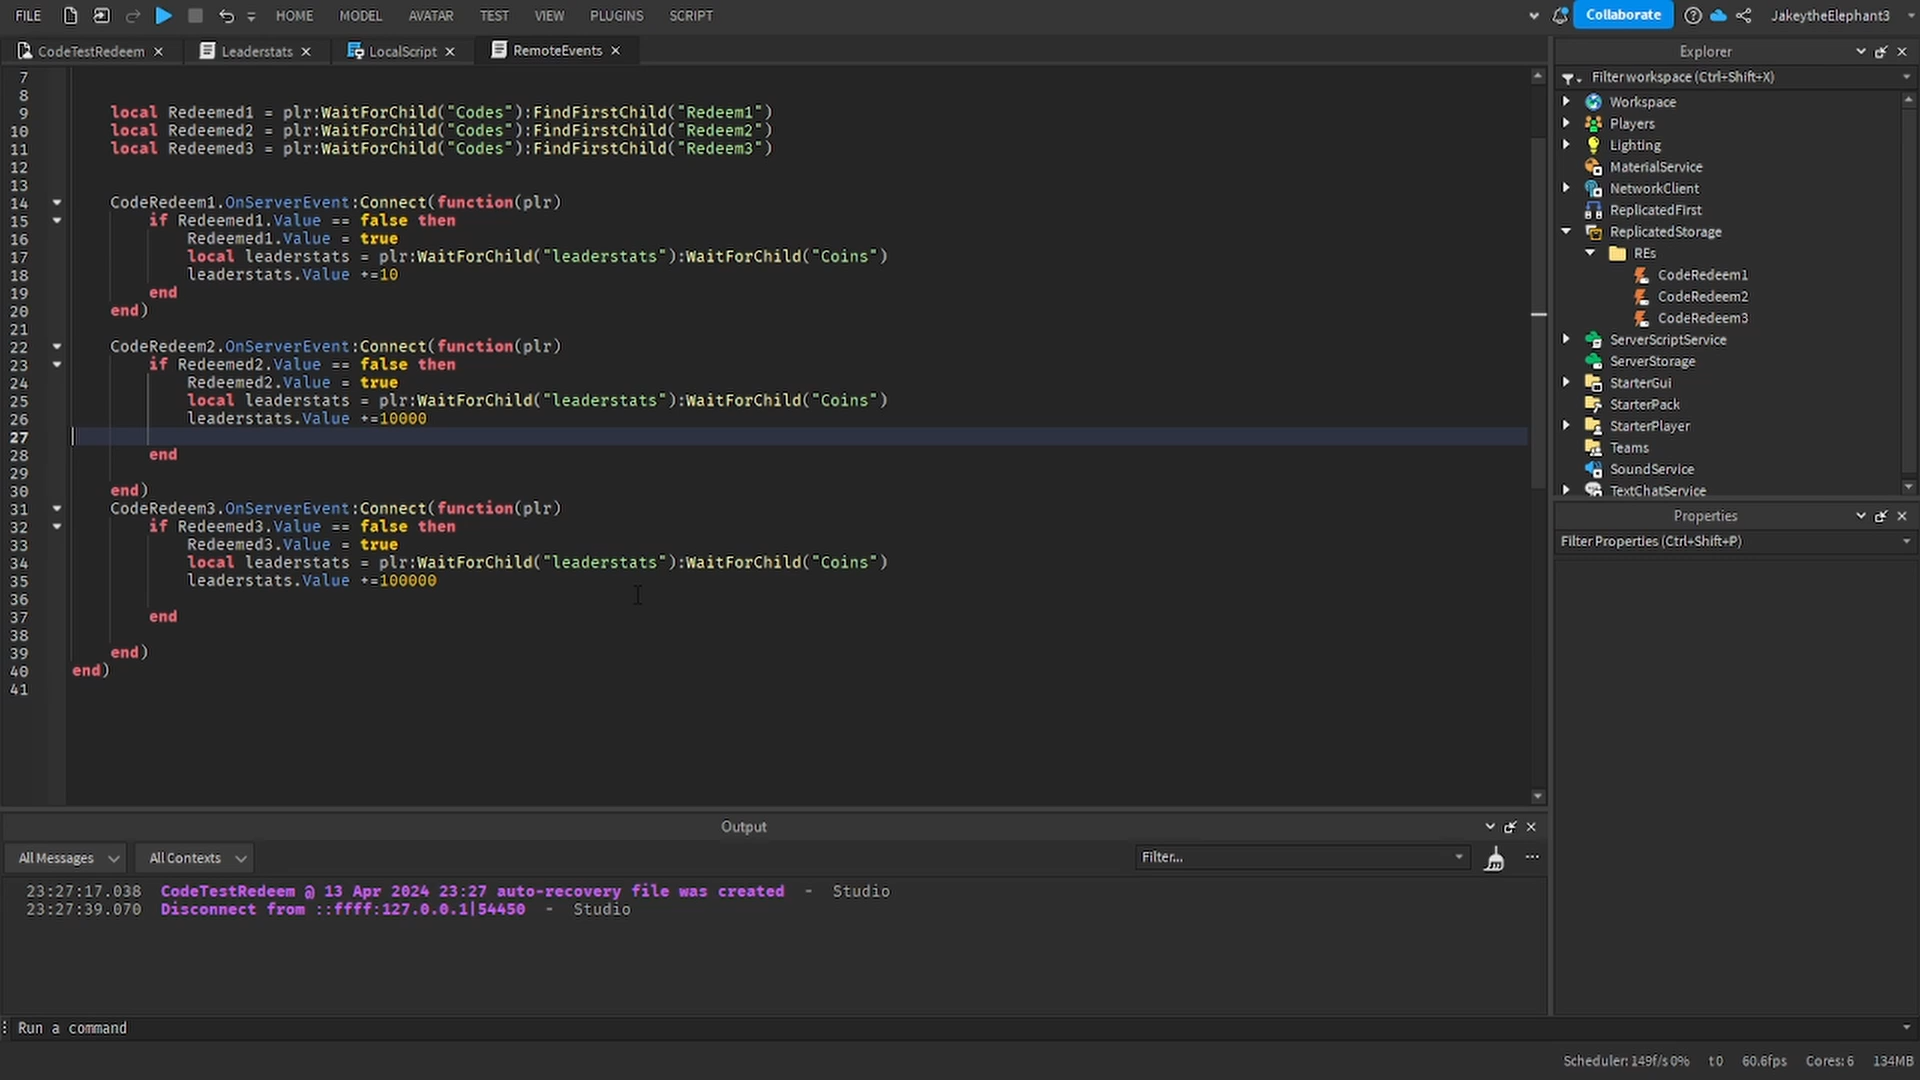 FILE HOME MODEL AVATAR TEST VIEW PLUGINS SCRIPT Collaborate JakeytheElephant3
CodeTestRedeem Leaderstats LocalScript RemoteEvents
7
8
9 local Redeemed1 = plr:WaitForChild("Codes"):FindFirstChild("Redeem1")
10 local Redeemed2 = plr:WaitForChild("Codes"):FindFirstChild("Redeem2")
11 local Redeemed3 = plr:WaitForChild("Codes"):FindFirstChild("Redeem3")
12
13
14 CodeRedeem1.OnServerEvent:Connect(function(plr)
15 if Redeemed1.Value == false then
16 Redeemed1.Value = true
17 local leaderstats = plr:WaitForChild("leaderstats"):WaitForChild("Coins")
18 leaderstats.Value +=10
19 end
20 end)
21
22 CodeRedeem2.OnServerEvent:Connect(function(plr)
23 if Redeemed2.Value == false then
24 Redeemed2.Value = true
25 local leaderstats = plr:WaitForChild("leaderstats"):WaitForChild("Coins")
26 leaderstats.Value +=10000
27
28 end
29
30 end)
31 CodeRedeem3.OnServerEvent:Connect(function(plr)
32 if Redeemed3.Value == false then
33 Redeemed3.Value = true
34 local leaderstats = plr:WaitForChild("leaderstats"):WaitForChild("Coins")
35 leaderstats.Value +=100000
36
37 end
38
39 end)
40 end)
41
Explorer
Filter workspace (Ctrl+Shift+X)
Workspace
Players
Lighting
MaterialService
NetworkClient
ReplicatedFirst
ReplicatedStorage
REs
CodeRedeem1
CodeRedeem2
CodeRedeem3
ServerScriptService
ServerStorage
StarterGui
StarterPack
StarterPlayer
Teams
SoundService
TextChatService
Properties
Filter Properties (Ctrl+Shift+P)
Output
All Messages All Contexts Filter...
23:27:17.038 CodeTestRedeem @ 13 Apr 2024 23:27 auto-recovery file was created - Studio
23:27:39.070 Disconnect from ::ffff:127.0.0.1|54450 - Studio
Run a command
Scheduler: 149f/s 0% t0 60.6fps Cores: 6 134MB